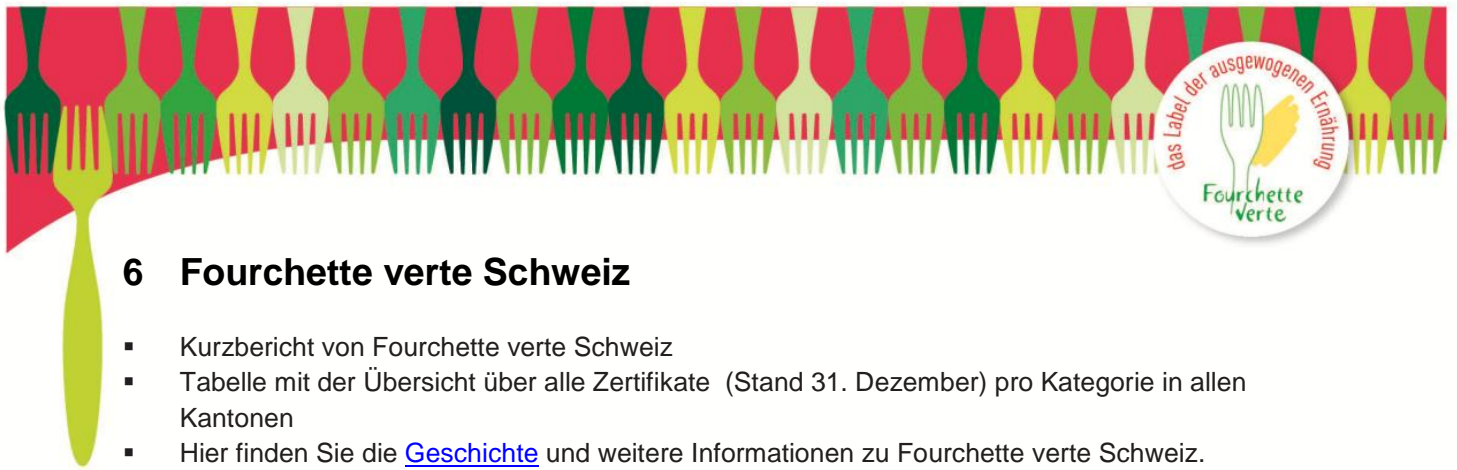 das Label der ausgewogenen Ernährung
Fourchette
verte
6 Fourchette verte Schweiz
▪ Kurzbericht von Fourchette verte Schweiz
▪ Tabelle mit der Übersicht über alle Zertifikate (Stand 31. Dezember) pro Kategorie in allen
Kantonen
▪ Hier finden Sie die Geschichte und weitere Informationen zu Fourchette verte Schweiz.